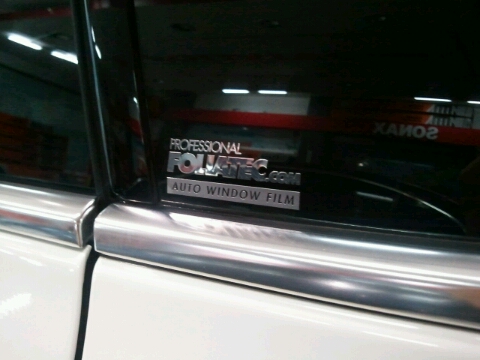 PROFESSIONAL
FOLIATEC.COM
AUTO WINDOW FILM
SONAX